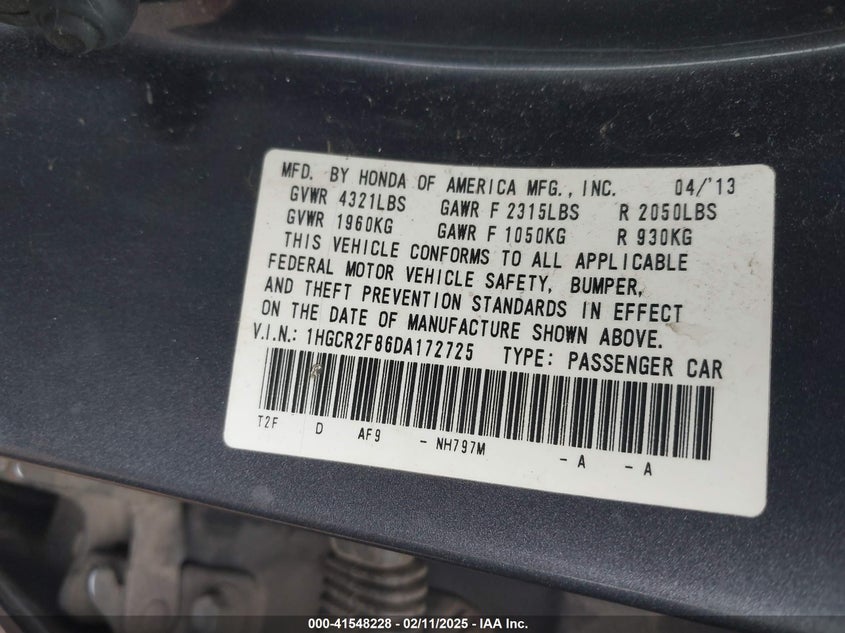 MFD. BY HONDA OF AMERICA MFG., INC. 04/'13
GVWR 4321LBS GAWR F 2315LBS R 2050LBS
GVWR 1960KG GAWR F 1050KG R 930KG
THIS VEHICLE CONFORMS TO ALL APPLICABLE
FEDERAL MOTOR VEHICLE SAFETY, BUMPER,
AND THEFT PREVENTION STANDARDS IN EFFECT
ON THE DATE OF MANUFACTURE SHOWN ABOVE.
V.I.N.: 1HGCR2F86DA172725 TYPE: PASSENGER CAR
T2F D AF9 - NH797M - A - A
000-41548228 - 02/11/2025 - IAA Inc.